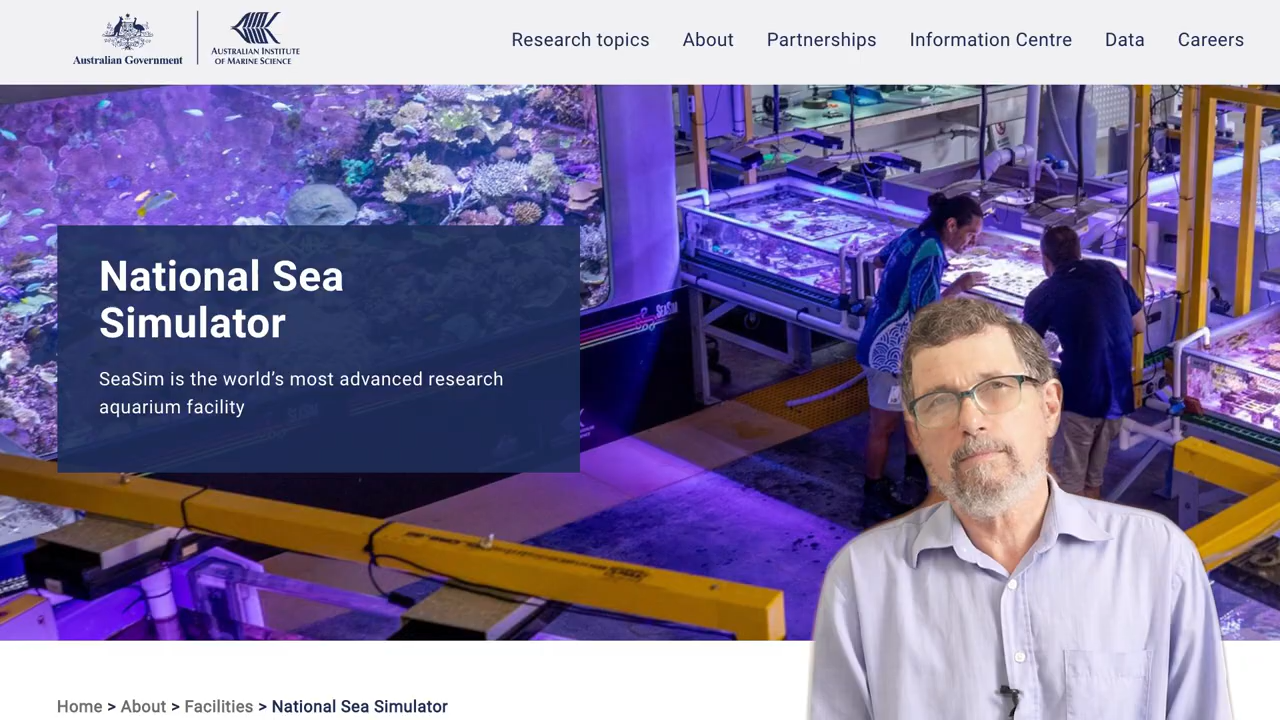 Australian Government
AUSTRALIAN INSTITUTE
OF MARINE SCIENCE
Research topics
About
Partnerships
Information Centre
Data
Careers
SEASIM
National Sea
Simulator
SeaSim is the world's most advanced research
aquarium facility
Home > About > Facilities > National Sea Simulator